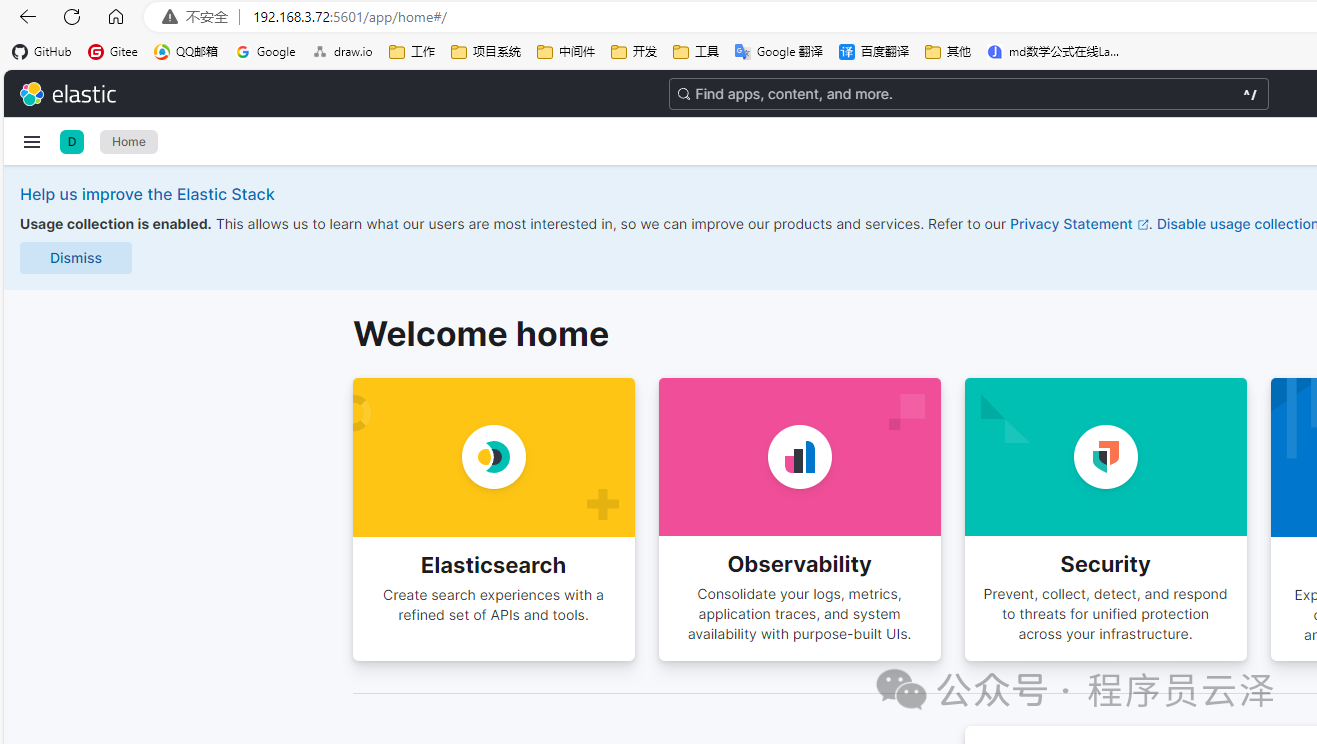 不安全 192.168.3.72:5601/app/home#/
GitHub Gitee QQ邮箱 Google draw.io 工作 项目系统 中间件 开发 工具 Google 翻译 译 百度翻译 其他 md数学公式在线La...
elastic Find apps, content, and more. ^/
D Home
Help us improve the Elastic Stack
Usage collection is enabled. This allows us to learn what our users are most interested in, so we can improve our products and services. Refer to our Privacy Statement. Disable usage collection
Dismiss
Welcome home
Elasticsearch
Create search experiences with a
refined set of APIs and tools.
Observability
Consolidate your logs, metrics,
application traces, and system
availability with purpose-built UIs.
Security
Prevent, collect, detect, and respond
to threats for unified protection
across your infrastructure.
公众号 · 程序员云泽